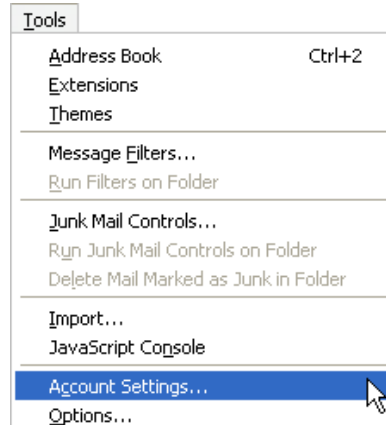 Tools
Address Book Ctrl+2
Extensions
Themes
Message Filters...
Run Filters on Folder
Junk Mail Controls...
Run Junk Mail Controls on Folder
Delete Mail Marked as Junk in Folder
Import...
JavaScript Console
Account Settings...
Options...